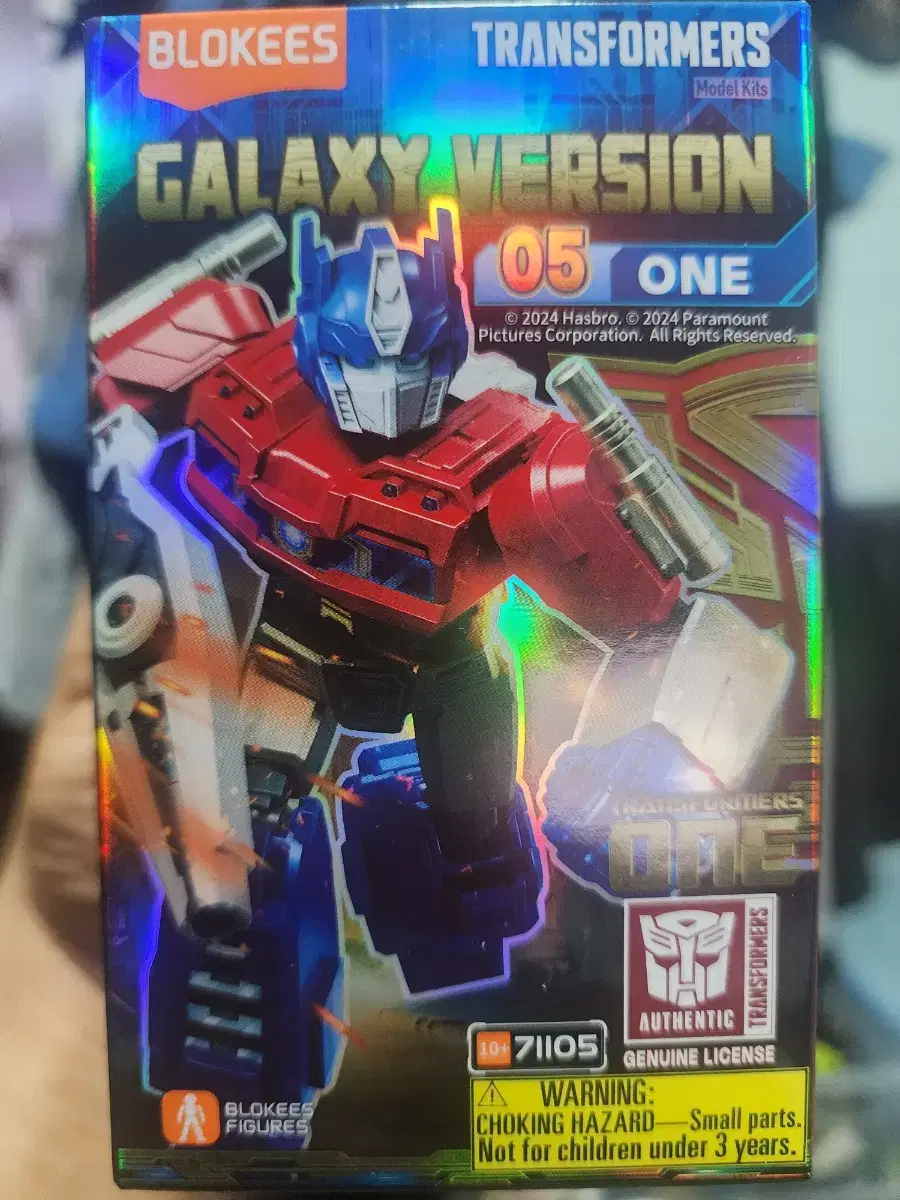 BLOKEES
TRANSFORMERS
Model Kits
GALAXY VERSION
05 ONE
© 2024 Hasbro. © 2024 Paramount
Pictures Corporation. All Rights Reserved.
TRANSFORMERS
ONE
AUTHENTIC
TRANSFORMERS
GENUINE LICENSE
10+ 71105
BLOKEES
FIGURES
⚠ WARNING:
CHOKING HAZARD—Small parts.
Not for children under 3 years.